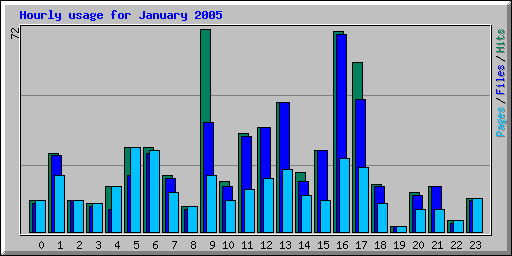 Hourly usage for January 2005
72
Pages / Files / Hits
0 1 2 3 4 5 6 7 8 9 10 11 12 13 14 15 16 17 18 19 20 21 22 23